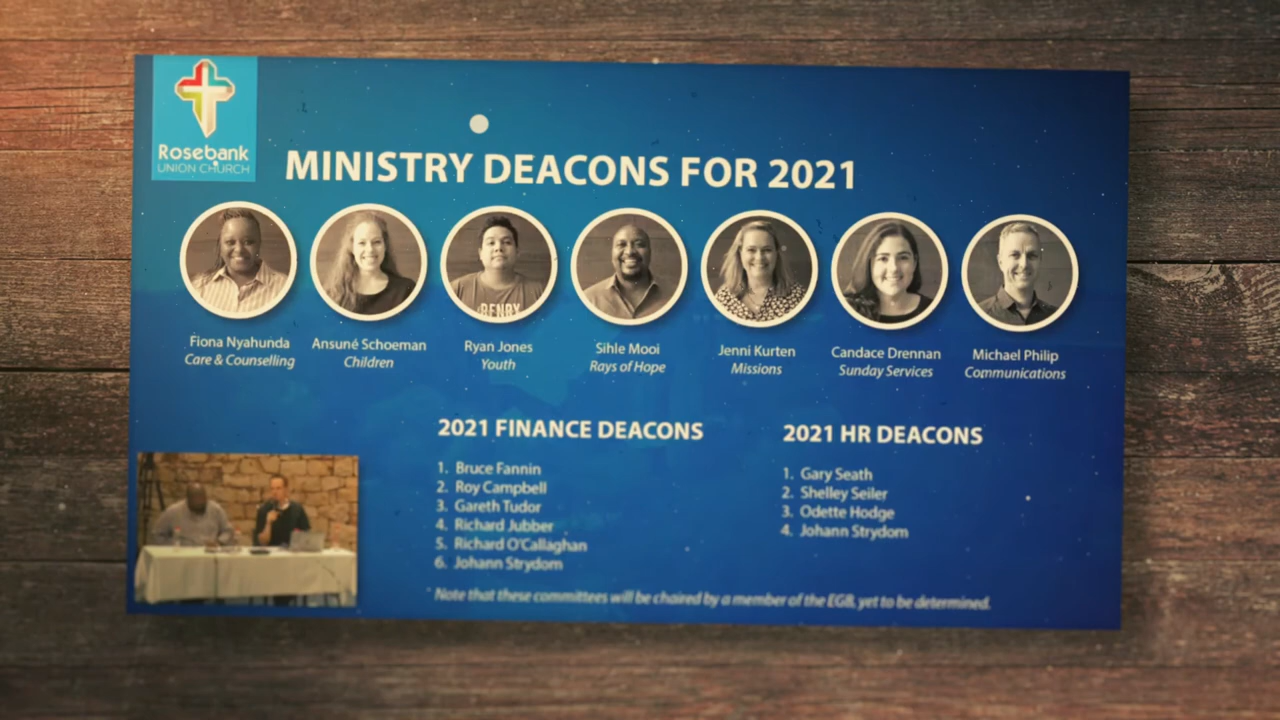 Rosebank
UNION CHURCH
MINISTRY DEACONS FOR 2021
Fiona Nyahunda
Care & Counselling
Ansuné Schoeman
Children
Ryan Jones
Youth
Sihle Mooi
Rays of Hope
Jenni Kurten
Missions
Candace Drennan
Sunday Services
Michael Philip
Communications
2021 FINANCE DEACONS
1. Bruce Fannin
2. Roy Campbell
3. Gareth Tudor
4. Richard Jubber
5. Richard O'Callaghan
6. Johann Strydom
2021 HR DEACONS
1. Gary Seath
2. Shelley Seiler
3. Odette Hodge
4. Johann Strydom
* Note that these committees will be chaired by a member of the EGB, yet to be determined.